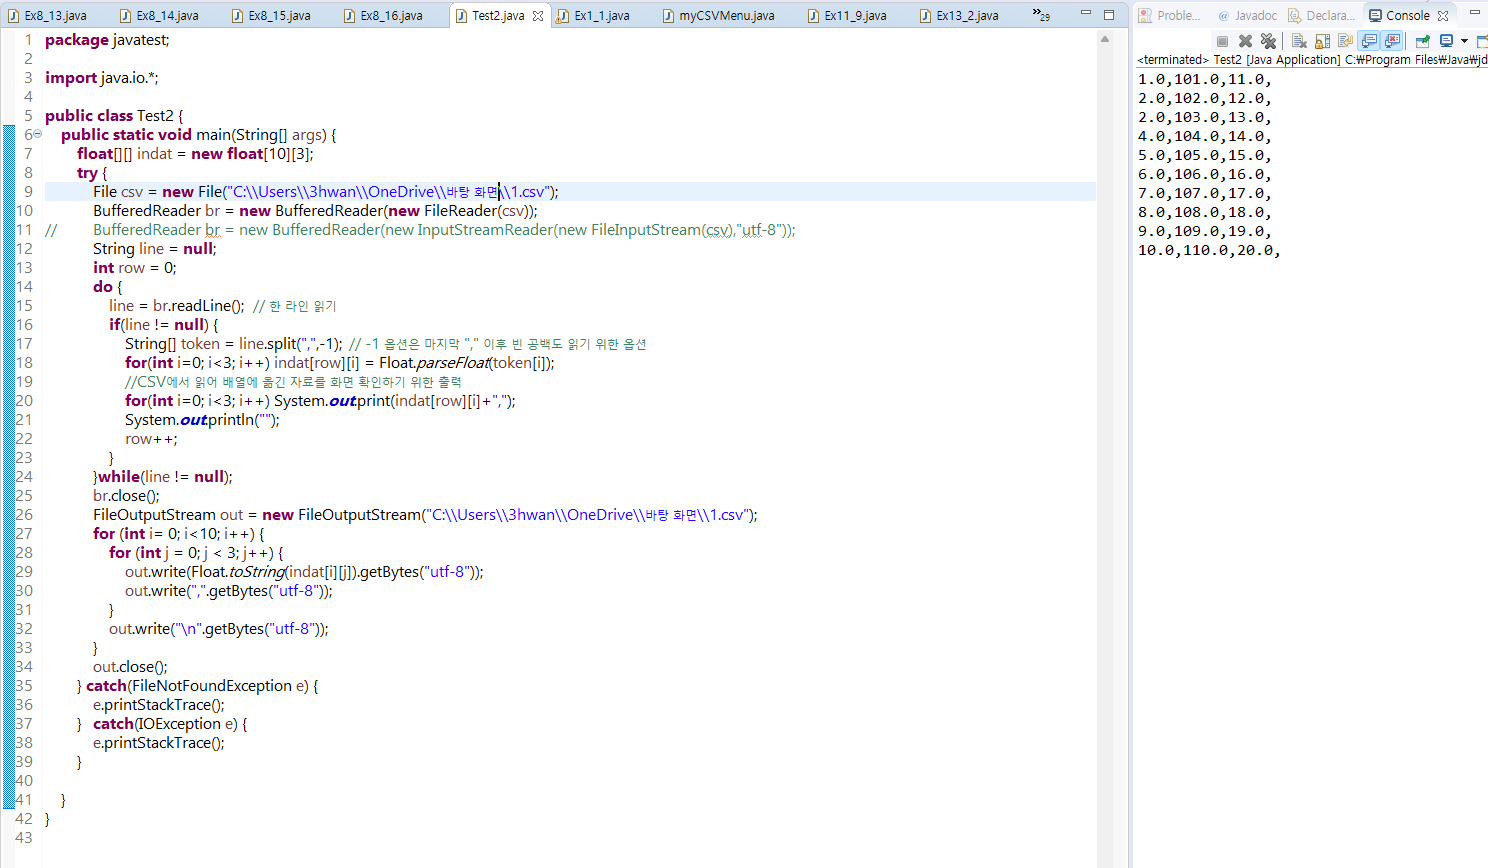 Ex8_13.java Ex8_14.java Ex8_15.java Ex8_16.java Test2.java Ex1_1.java myCSVMenu.java Ex11_9.java Ex13_2.java »29
Proble... @ Javadoc Declara... Console
<terminated> Test2 [Java Application] C:₩Program Files₩Java₩jd
1 package javatest;
2
3 import java.io.*;
4
5 public class Test2 {
6 public static void main(String[] args) {
7 float[][] indat = new float[10][3];
8 try {
9 File csv = new File("C:\\Users\\3hwan\\OneDrive\\바탕 화면\\1.csv");
10 BufferedReader br = new BufferedReader(new FileReader(csv));
11 // BufferedReader br = new BufferedReader(new InputStreamReader(new FileInputStream(csv),"utf-8"));
12 String line = null;
13 int row = 0;
14 do {
15 line = br.readLine(); // 한 라인 읽기
16 if(line != null) {
17 String[] token = line.split(",",-1); // -1 옵션은 마지막 "," 이후 빈 공백도 읽기 위한 옵션
18 for(int i=0; i<3; i++) indat[row][i] = Float.parseFloat(token[i]);
19 //CSV에서 읽어 배열에 옮긴 자료를 화면 확인하기 위한 출력
20 for(int i=0; i<3; i++) System.out.print(indat[row][i]+",");
21 System.out.println("");
22 row++;
23 }
24 }while(line != null);
25 br.close();
26 FileOutputStream out = new FileOutputStream("C:\\Users\\3hwan\\OneDrive\\바탕 화면\\1.csv");
27 for (int i= 0; i<10; i++) {
28 for (int j = 0; j < 3; j++) {
29 out.write(Float.toString(indat[i][j]).getBytes("utf-8"));
30 out.write(",".getBytes("utf-8"));
31 }
32 out.write("\n".getBytes("utf-8"));
33 }
34 out.close();
35 } catch(FileNotFoundException e) {
36 e.printStackTrace();
37 } catch(IOException e) {
38 e.printStackTrace();
39 }
40
41 }
42 }
43
1.0,101.0,11.0,
2.0,102.0,12.0,
2.0,103.0,13.0,
4.0,104.0,14.0,
5.0,105.0,15.0,
6.0,106.0,16.0,
7.0,107.0,17.0,
8.0,108.0,18.0,
9.0,109.0,19.0,
10.0,110.0,20.0,